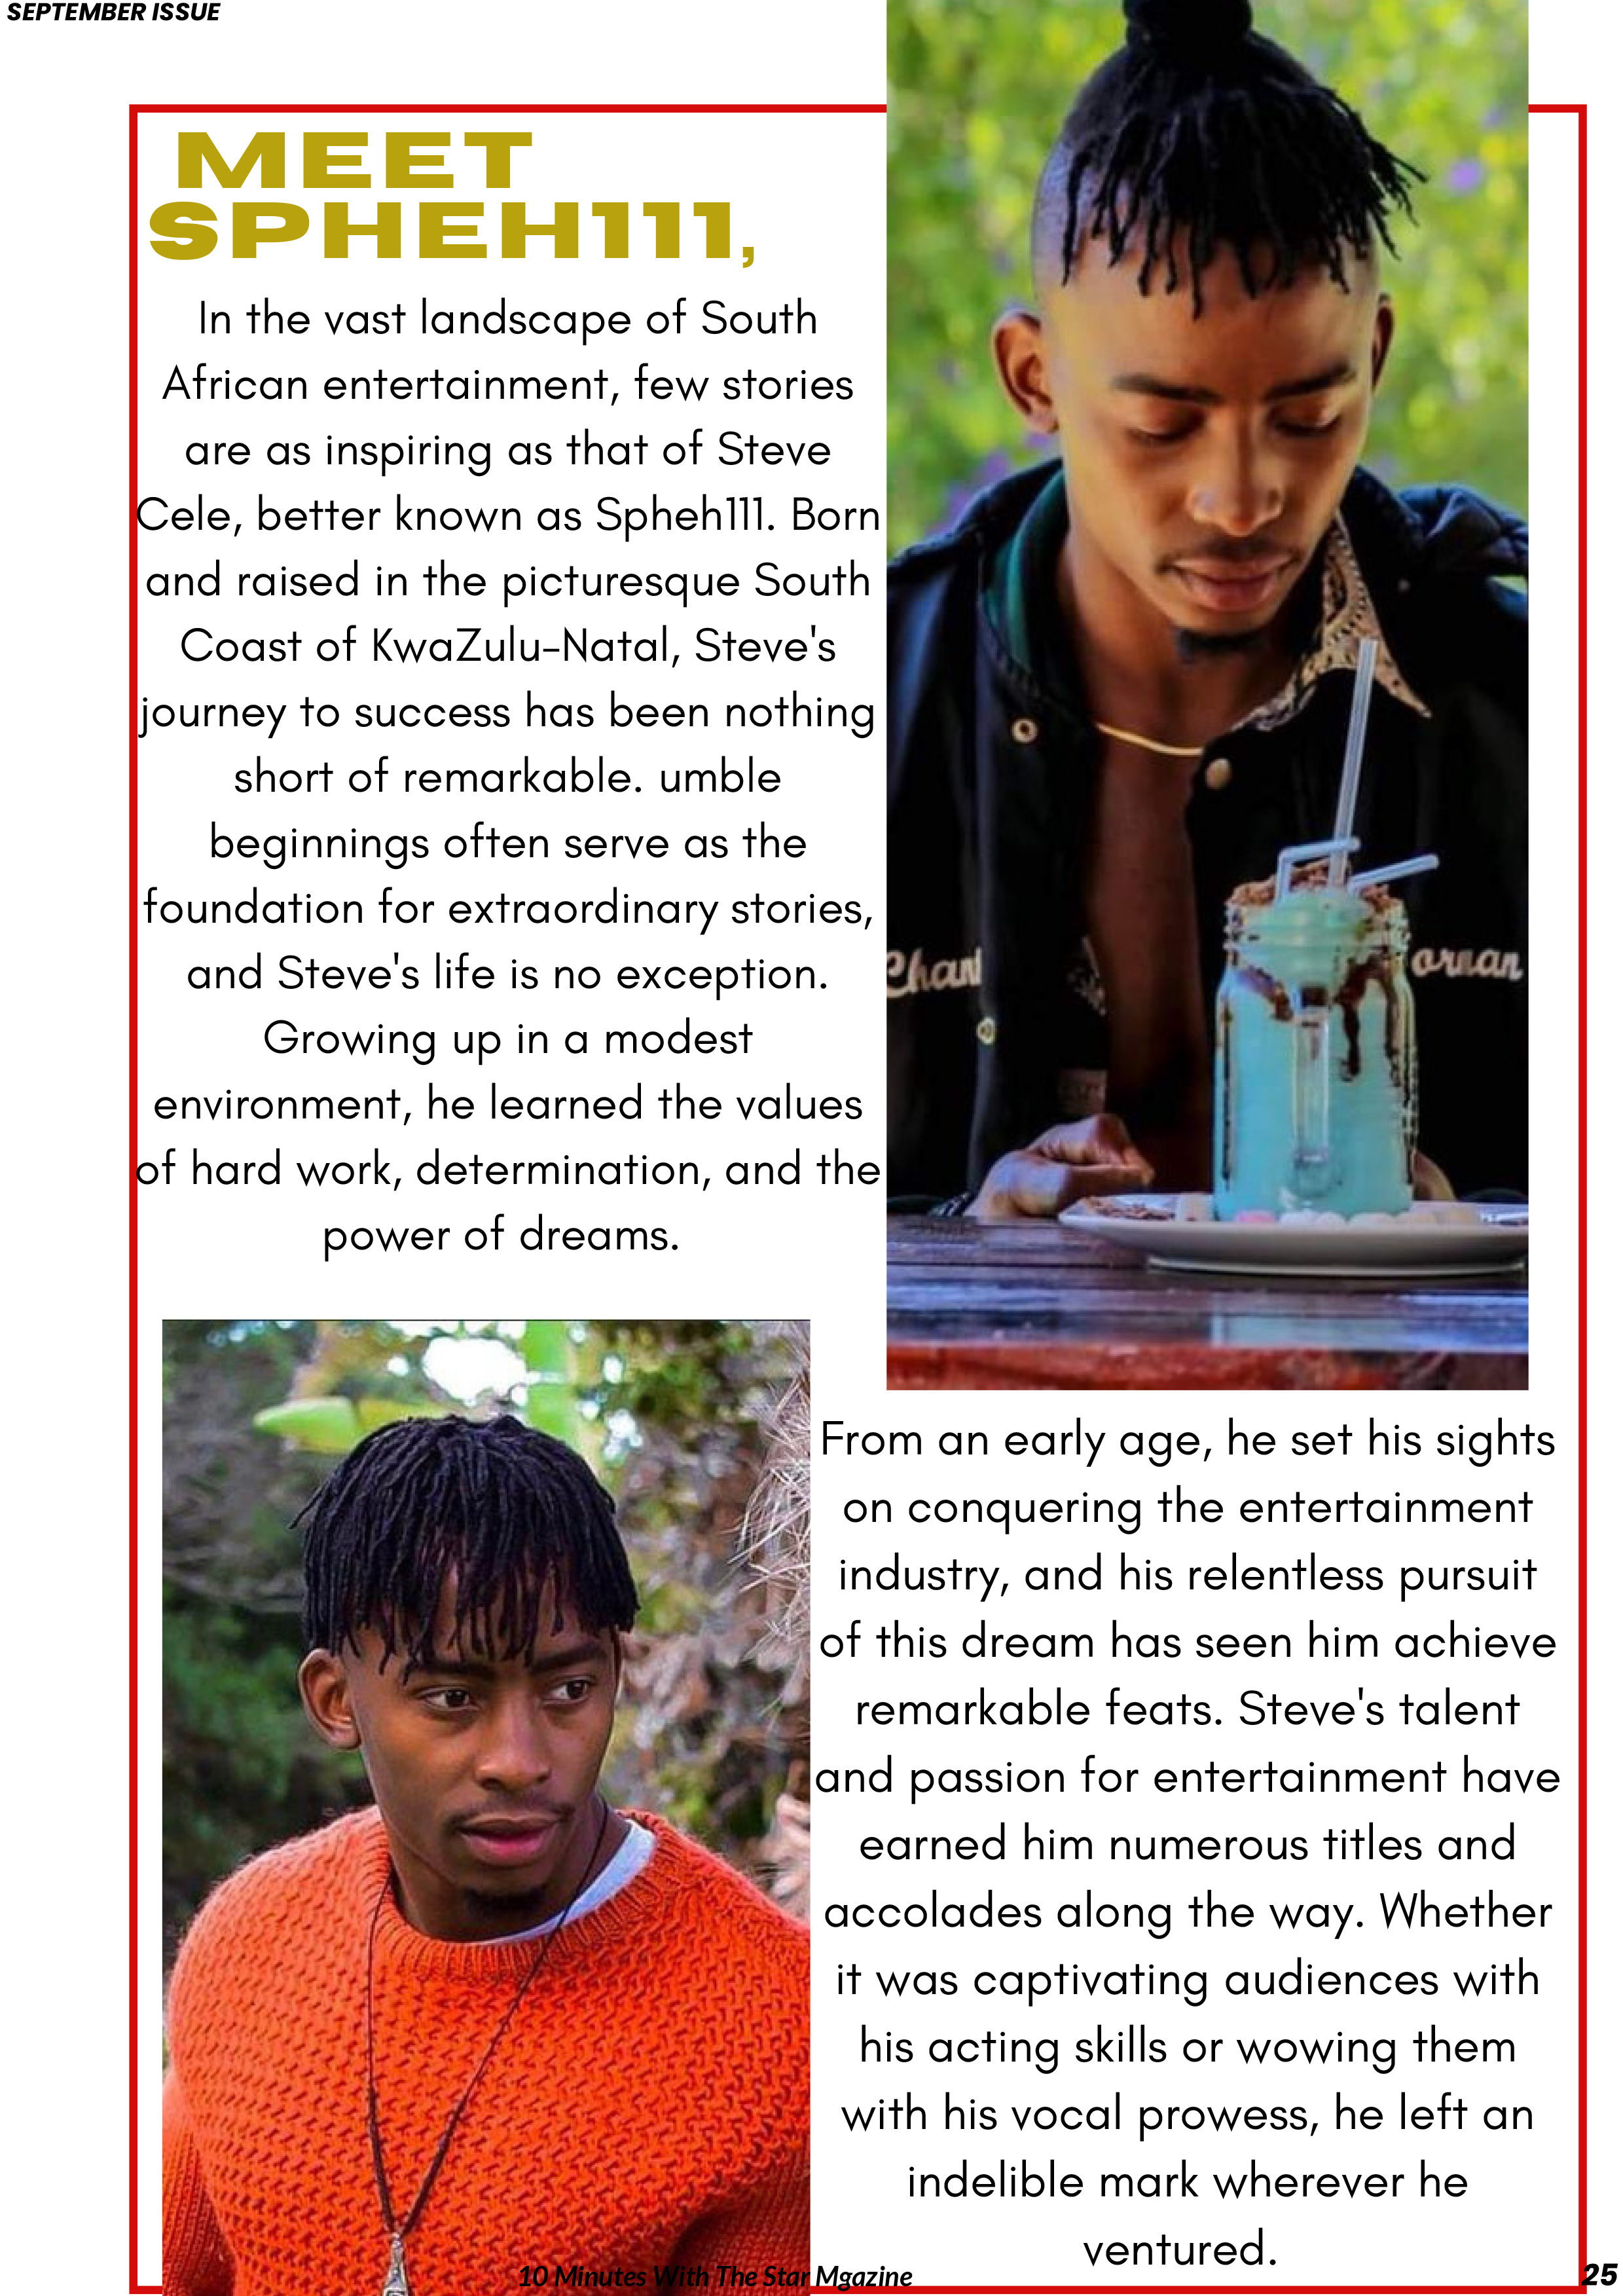 SEPTEMBER ISSUE
MEET
SPHEH111,
In the vast landscape of South
African entertainment, few stories
are as inspiring as that of Steve
Cele, better known as Spheh111. Born
and raised in the picturesque South
Coast of KwaZulu-Natal, Steve's
journey to success has been nothing
short of remarkable. umble
beginnings often serve as the
foundation for extraordinary stories,
and Steve's life is no exception.
Growing up in a modest
environment, he learned the values
of hard work, determination, and the
power of dreams.
From an early age, he set his sights
on conquering the entertainment
industry, and his relentless pursuit
of this dream has seen him achieve
remarkable feats. Steve's talent
and passion for entertainment have
earned him numerous titles and
accolades along the way. Whether
it was captivating audiences with
his acting skills or wowing them
with his vocal prowess, he left an
indelible mark wherever he
ventured.
10 Minutes With The Star Mgazine
25